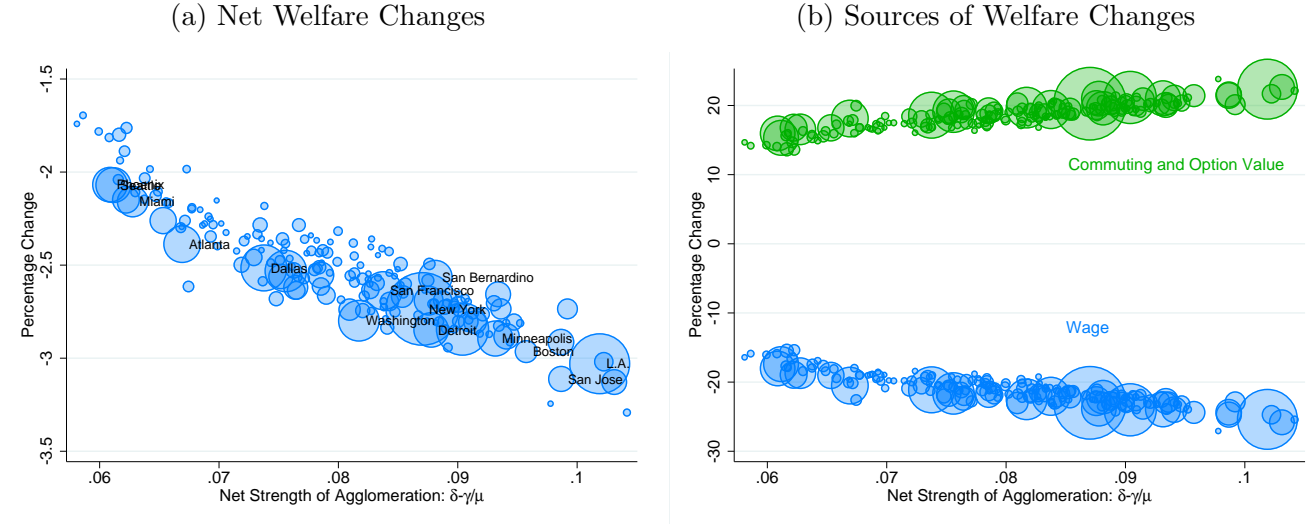 (a) Net Welfare Changes
-1.5
-2
-2.5
-3
-3.5
Percentage Change
Phoenix
Seattle
Miami
Atlanta
Dallas
San Bernardino
San Francisco
New York
Washington
Detroit
Minneapolis
Boston
L.A.
San Jose
.06 .07 .08 .09 .1
Net Strength of Agglomeration: δ-γ/μ
(b) Sources of Welfare Changes
20
10
0
-10
-20
-30
Percentage Change
Commuting and Option Value
Wage
.06 .07 .08 .09 .1
Net Strength of Agglomeration: δ-γ/μ